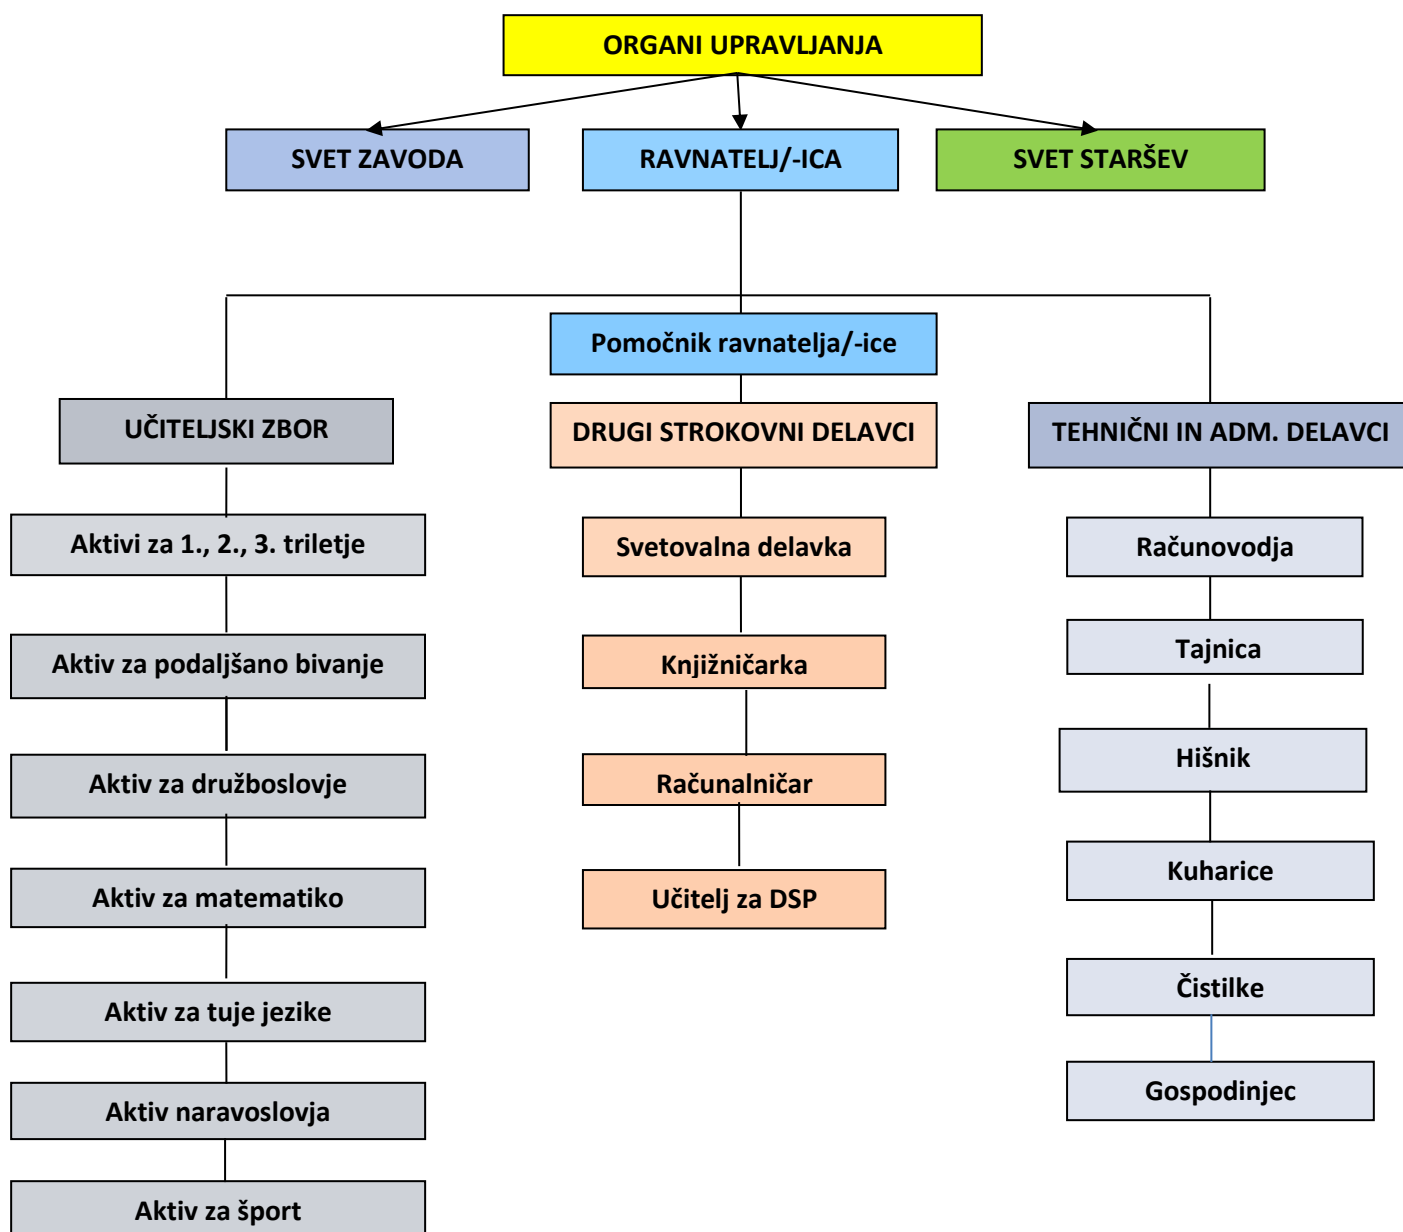 ORGANI UPRAVLJANJA
SVET ZAVODA
RAVNATELJ/-ICA
SVET STARŠEV
Pomočnik ravnatelja/-ice
UČITELJSKI ZBOR
DRUGI STROKOVNI DELAVCI
TEHNIČNI IN ADM. DELAVCI
Aktivi za 1., 2., 3. triletje
Aktiv za podaljšano bivanje
Aktiv za družboslovje
Aktiv za matematiko
Aktiv za tuje jezike
Aktiv naravoslovja
Aktiv za šport
Svetovalna delavka
Knjižničarka
Računalničar
Učitelj za DSP
Računovodja
Tajnica
Hišnik
Kuharice
Čistilke
Gospodinjec